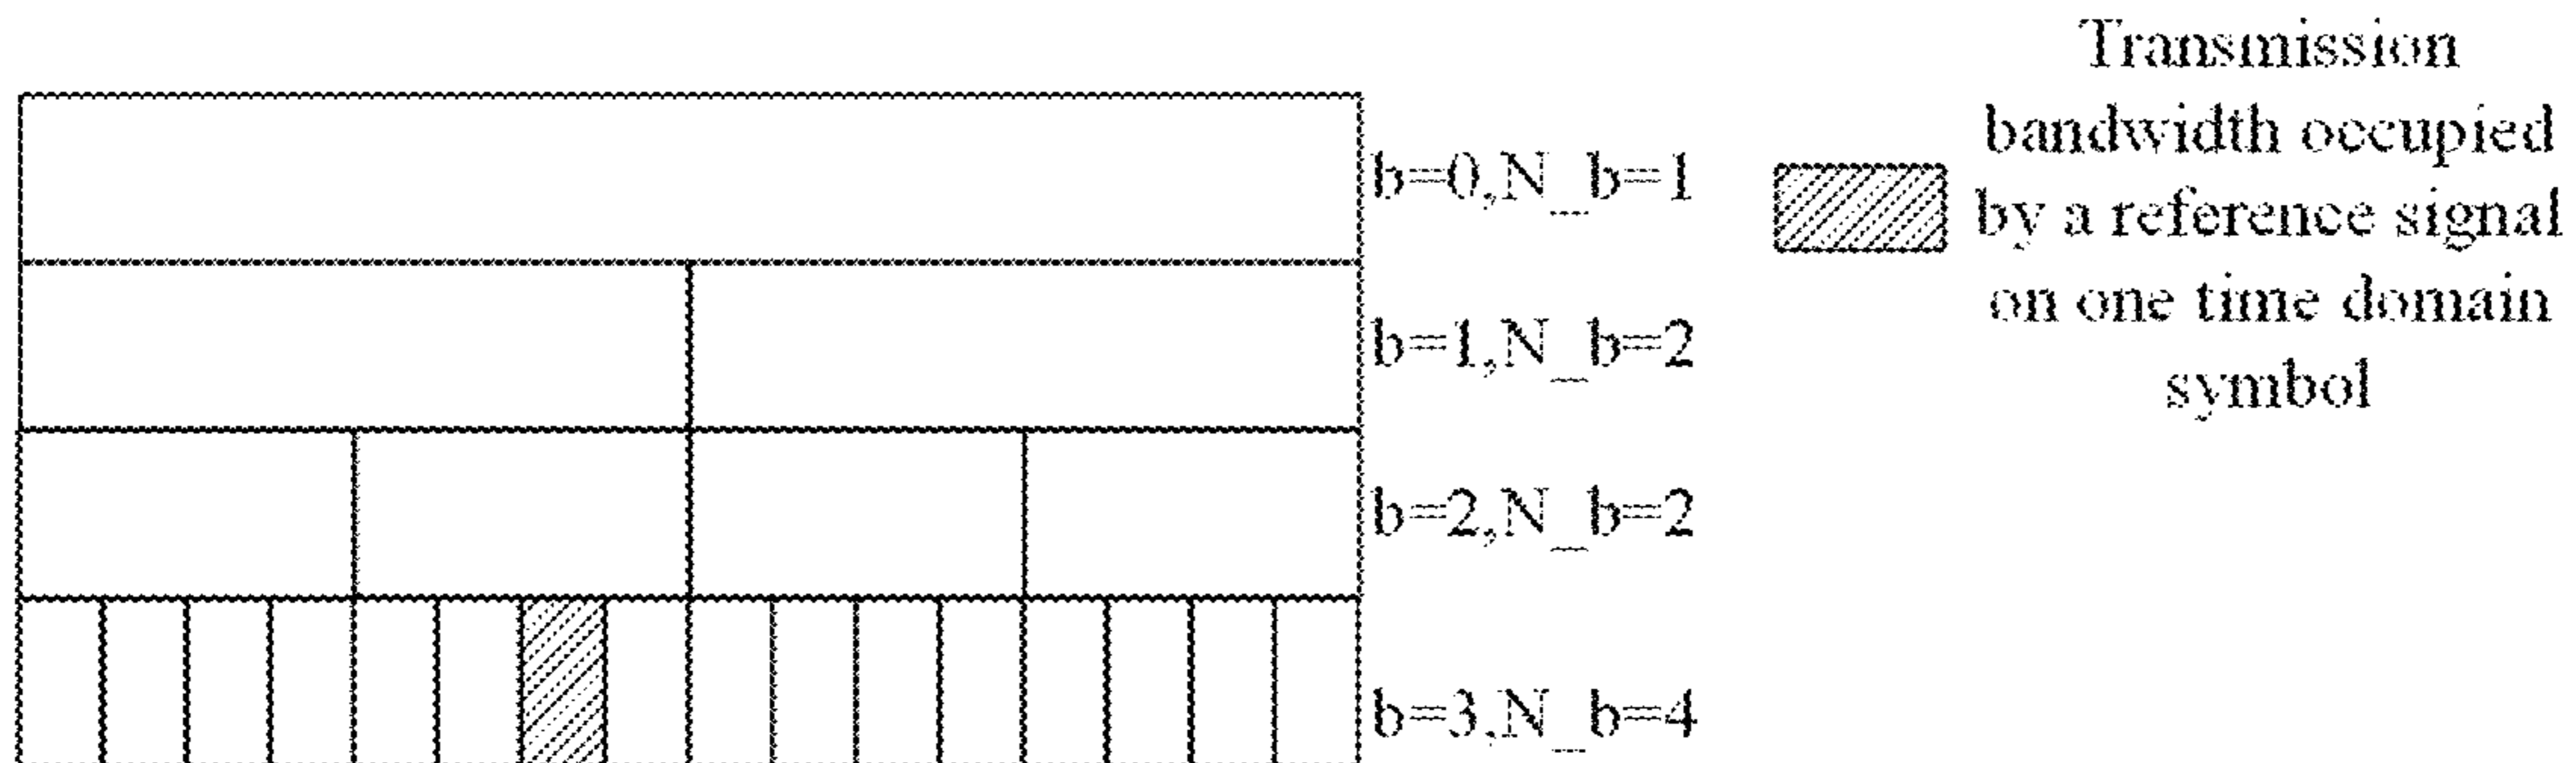 b=0,N_b=1
b=1,N_b=2
b=2,N_b=2
b=3,N_b=4
Transmission
bandwidth occupied
by a reference signal
on one time domain
symbol